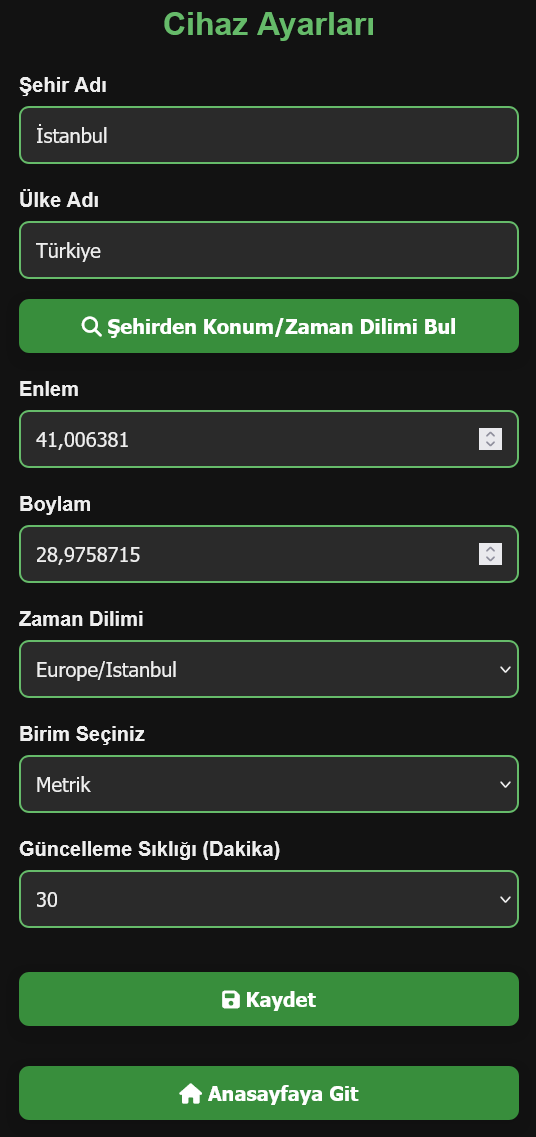 Cihaz Ayarları
Şehir Adı
İstanbul
Ülke Adı
Türkiye
Şehirden Konum/Zaman Dilimi Bul
Enlem
41,006381
Boylam
28,9758715
Zaman Dilimi
Europe/Istanbul
Birim Seçiniz
Metrik
Güncelleme Sıklığı (Dakika)
30
Kaydet
Anasayfaya Git